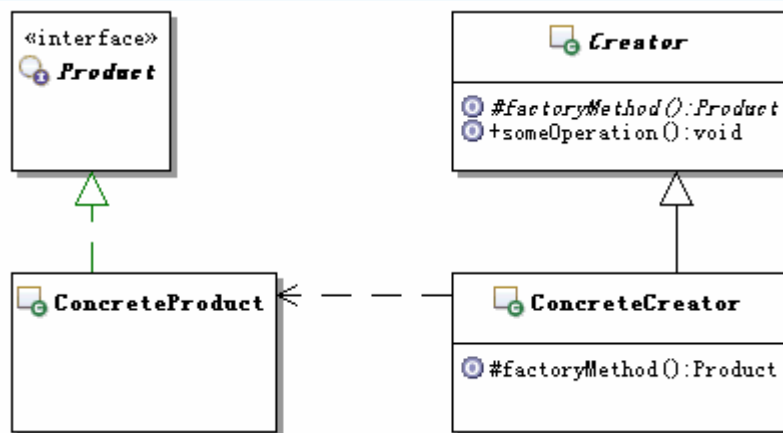 «interface»
Product
Creator
#factoryMethod():Product
+someOperation():void
ConcreteProduct
ConcreteCreator
#factoryMethod():Product